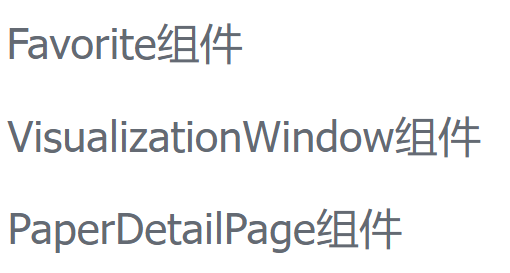 Favorite组件
VisualizationWindow组件
PaperDetailPage组件